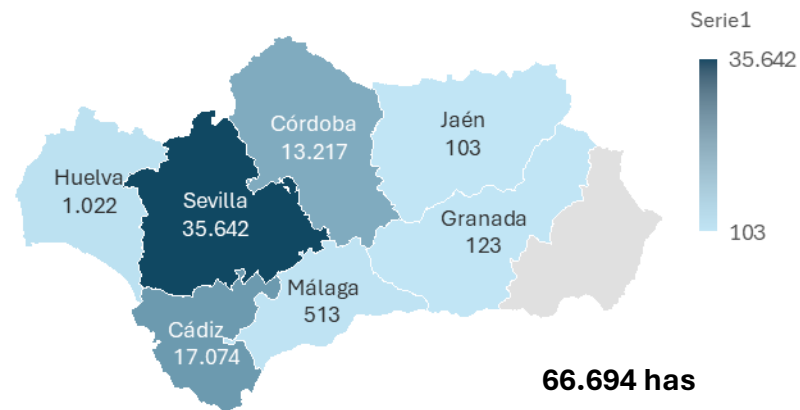 Serie1
35.642
103
Córdoba
13.217
Jaén
103
Huelva
1.022
Sevilla
35.642
Granada
123
Málaga
513
Cádiz
17.074
66.694 has